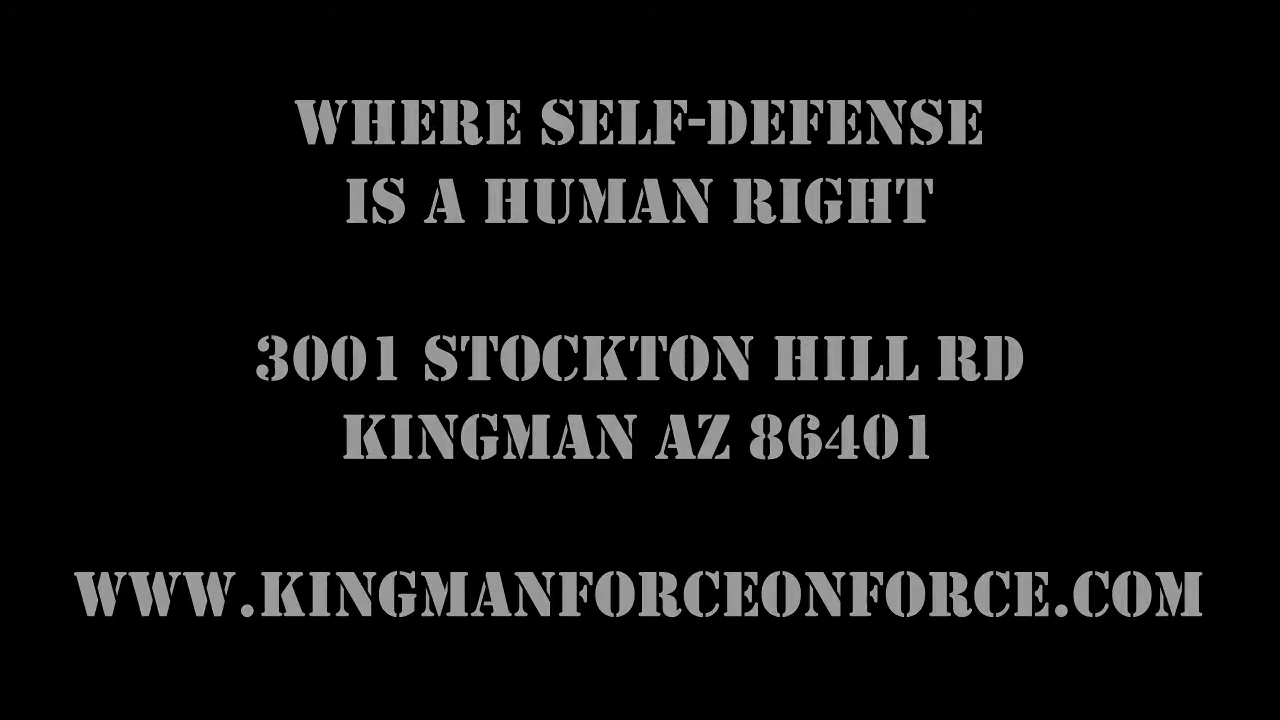 WHERE SELF-DEFENSE
IS A HUMAN RIGHT
3001 STOCKTON HILL RD
KINGMAN AZ 86401
WWW.KINGMANFORCEONFORCE.COM